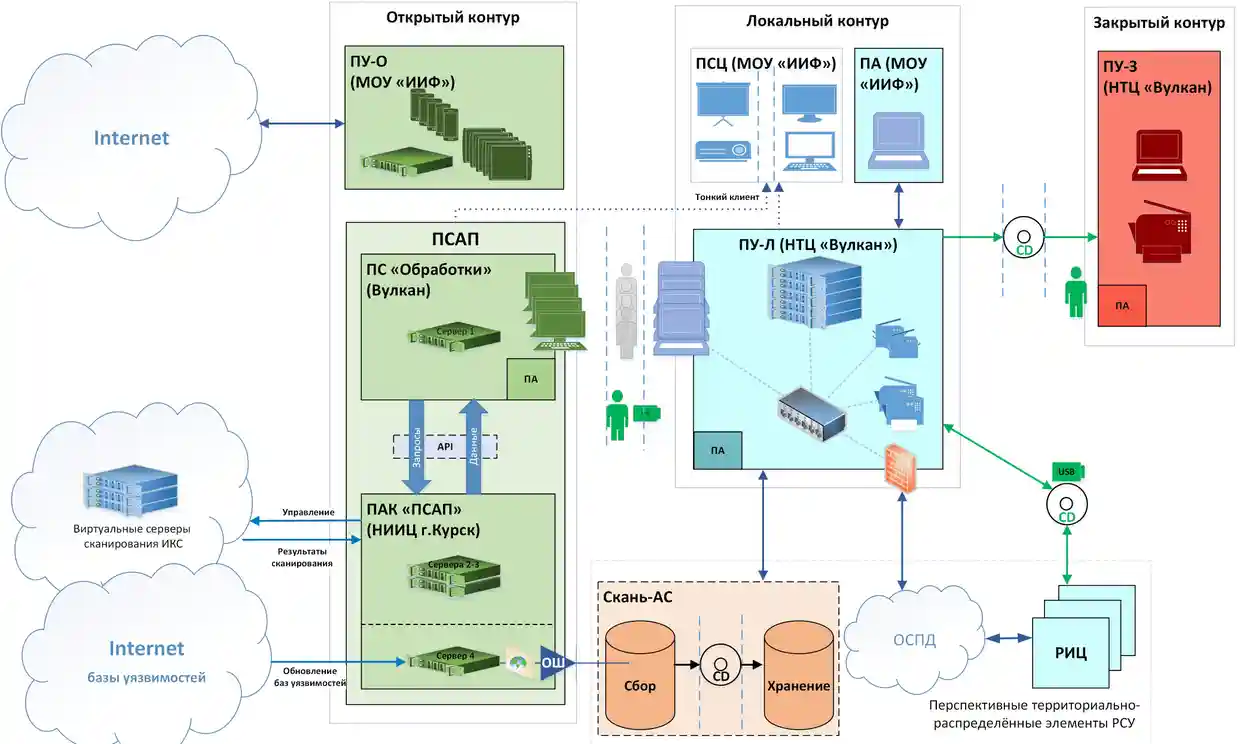 Открытый контур
Локальный контур
Закрытый контур
Internet
ПУ-О
(МОУ «ИИФ»)
ПСЦ (МОУ «ИИФ»)
ПА (МОУ
«ИИФ»)
ПУ-З
(НТЦ «Вулкан)
ПА
Тонкий клиент
ПСАП
ПС «Обработки»
(Вулкан)
Сервер 1
ПА
ПУ-Л (НТЦ «Вулкан»)
ПА
CD
Запросы
API
Данные
ПАК «ПСАП»
(НИИЦ г.Курск)
Сервера 2-3
Сервер 4
ОШ
Виртуальные серверы
сканирования ИКС
Управление
Результаты
сканирования
Internet
базы уязвимостей
Обновление
баз уязвимостей
USB
CD
Скань-АС
Сбор
CD
Хранение
ОСПД
РИЦ
Перспективные территориально-
распределённые элементы РСУ